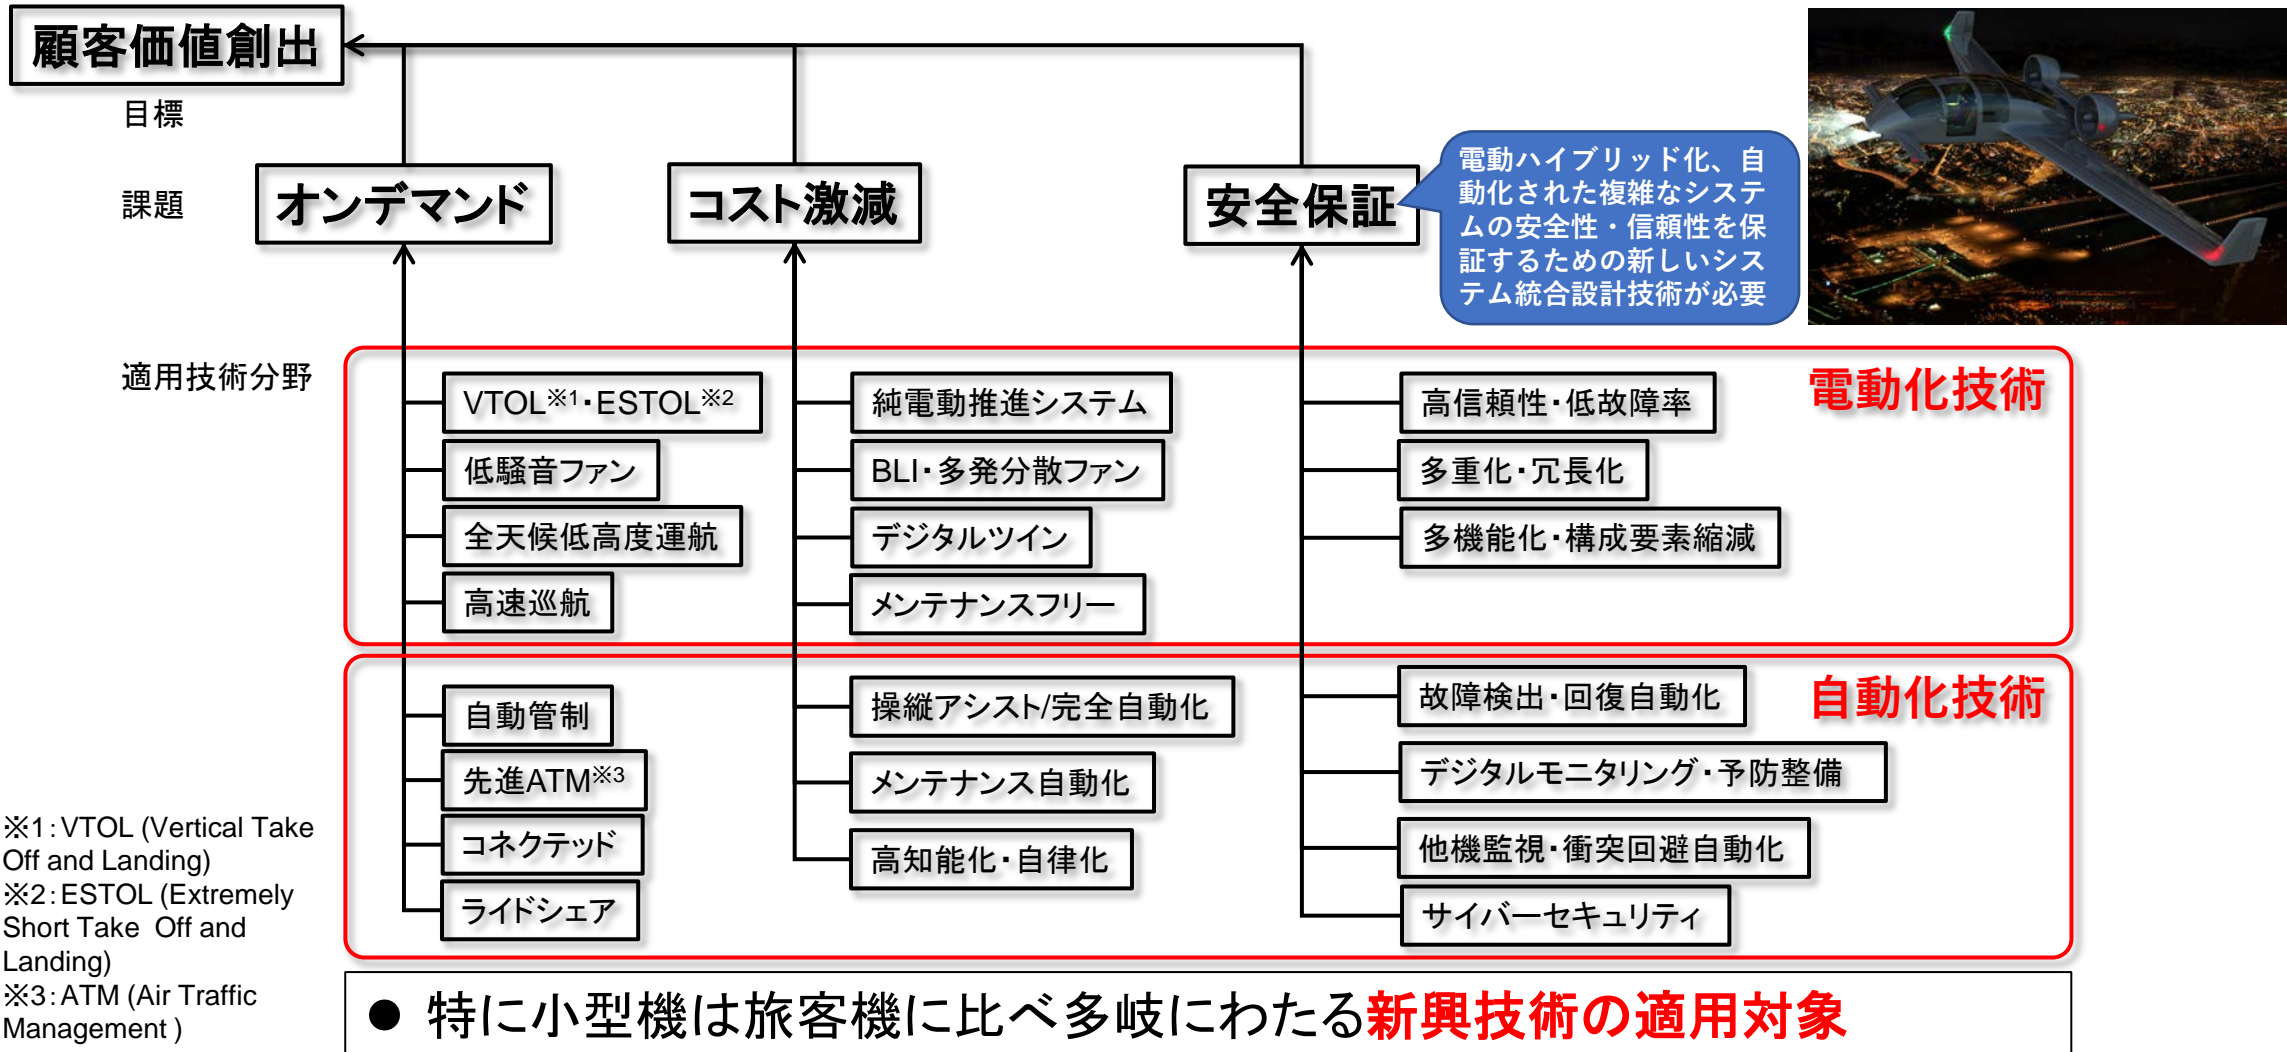 顧客価値創出
目標
課題
オンデマンド
コスト激減
安全保証
電動ハイブリッド化、自
動化された複雑なシステ
ムの安全性・信頼性を保
証するための新しいシス
テム統合設計技術が必要
適用技術分野
電動化技術
VTOL※1・ESTOL※2
低騒音ファン
全天候低高度運航
高速巡航
純電動推進システム
BLI・多発分散ファン
デジタルツイン
メンテナンスフリー
高信頼性・低故障率
多重化・冗長化
多機能化・構成要素縮減
自動化技術
自動管制
先進ATM※3
コネクテッド
ライドシェア
操縦アシスト/完全自動化
メンテナンス自動化
高知能化・自律化
故障検出・回復自動化
デジタルモニタリング・予防整備
他機監視・衝突回避自動化
サイバーセキュリティ
※1:VTOL (Vertical Take
Off and Landing)
※2:ESTOL (Extremely
Short Take  Off and
Landing)
※3:ATM (Air Traffic
Management )
● 特に小型機は旅客機に比べ多岐にわたる新興技術の適用対象